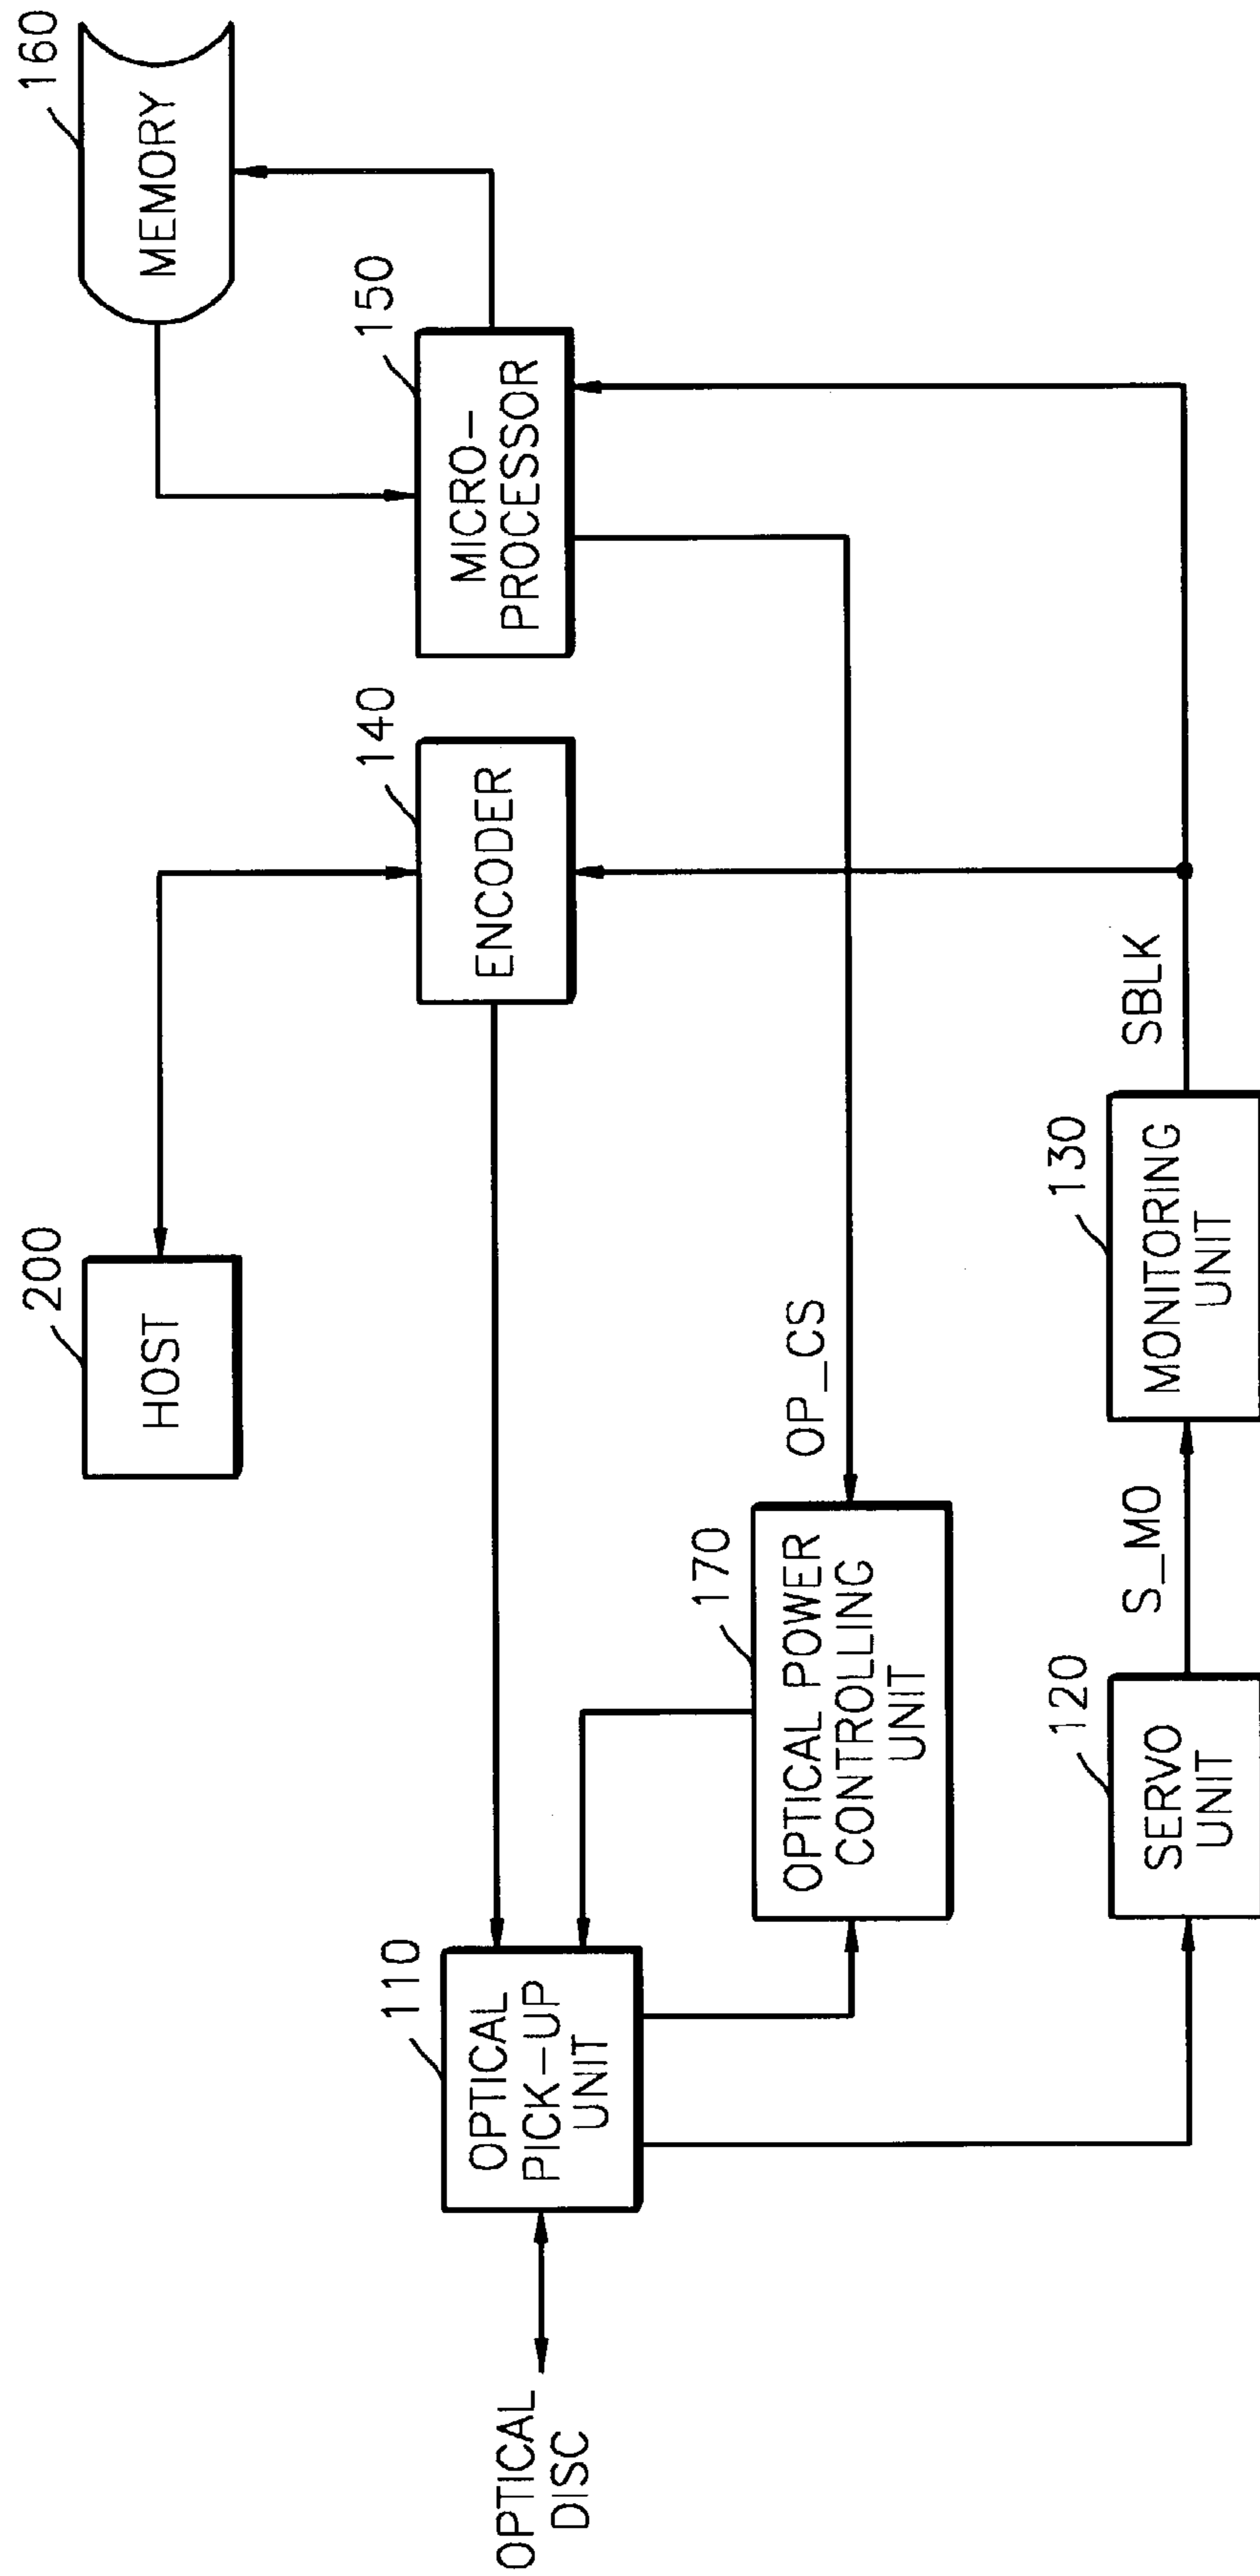 200
HOST
160
MEMORY
110
OPTICAL
PICK-UP
UNIT
140
ENCODER
150
MICRO-
PROCESSOR
OPTICAL
DISC
170
OPTICAL POWER
CONTROLLING
UNIT
OP_CS
120
SERVO
UNIT
S_MO
130
MONITORING
UNIT
SBLK